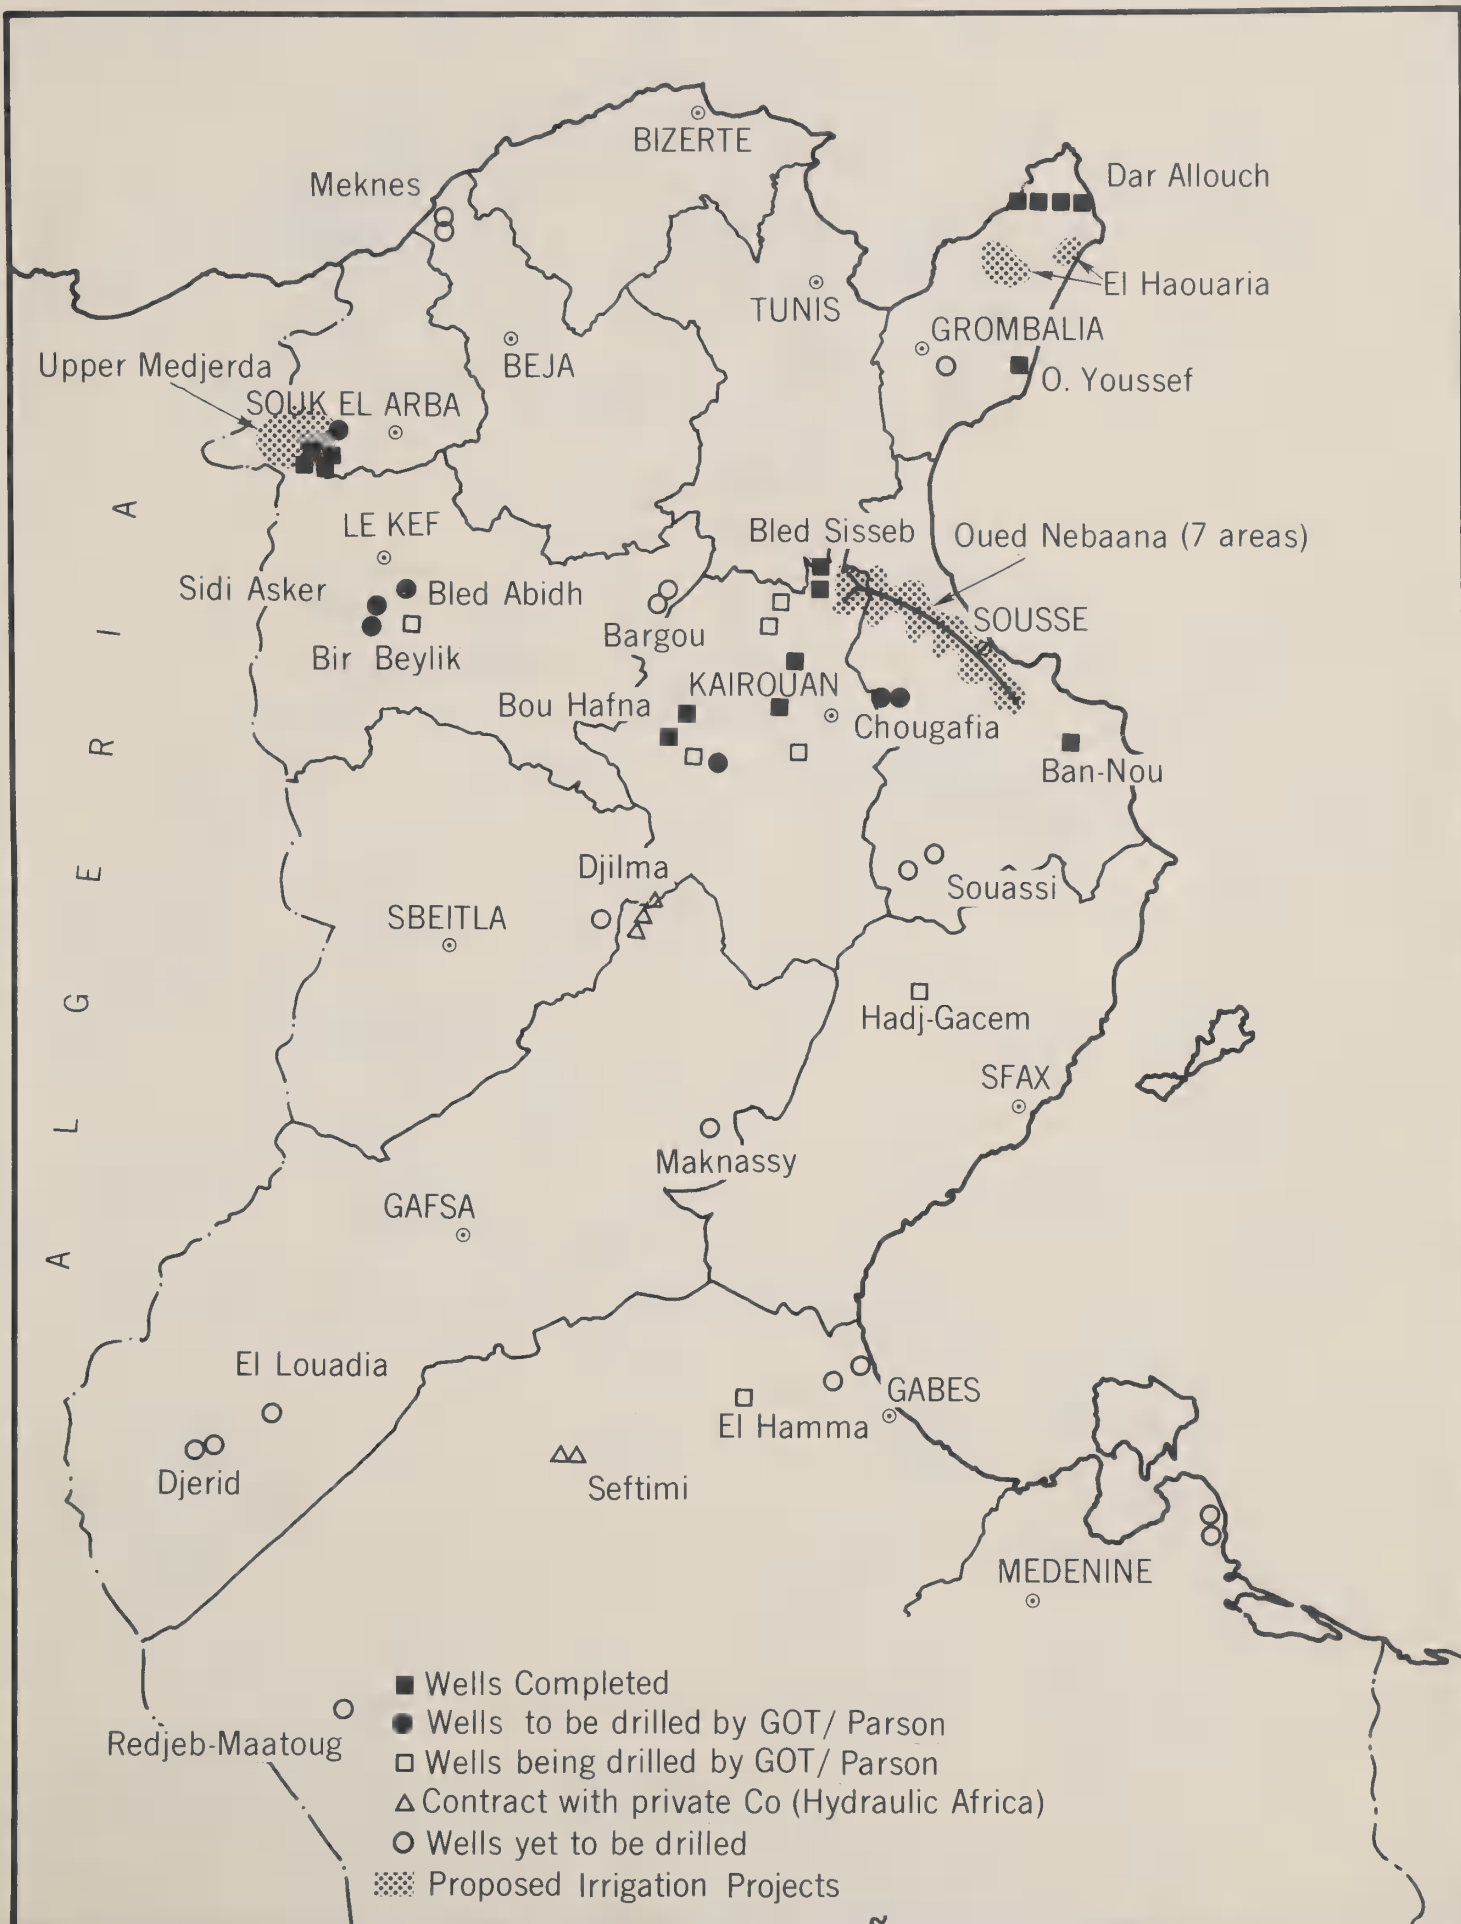 BIZERTE
Meknes
Dar Allouch
El Haouaria
TUNIS
GROMBALIA
BEJA
Upper Medjerda
O. Youssef
SOUK EL ARBA
LE KEF
Bled Sisseb
Oued Nebaana (7 areas)
Sidi Asker
Bled Abidh
SOUSSE
Bargou
Bir Beylik
KAIROUAN
Bou Hafna
Chougafia
Ban-Nou
Djilma
Souassi
SBEITLA
ALGERIA
Hadj-Gacem
SFAX
Maknassy
GAFSA
El Louadia
GABES
El Hamma
Djerid
Seftimi
MEDENINE
Wells Completed
Wells to be drilled by GOT/ Parson
Redjeb-Maatoug
Wells being drilled by GOT/ Parson
Contract with private Co (Hydraulic Africa)
Wells yet to be drilled
Proposed Irrigation Projects